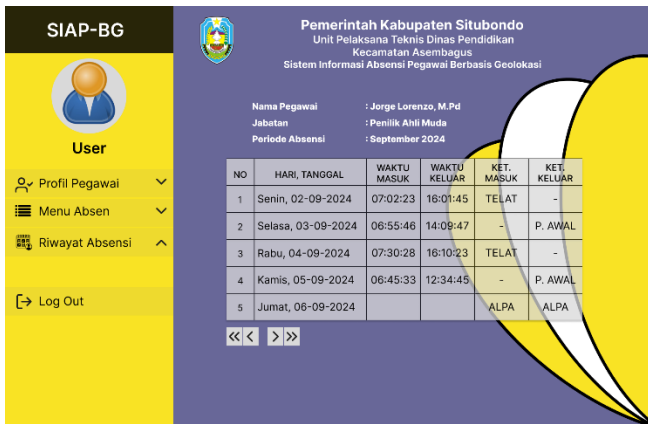 SIAP-BG
User
Profil Pegawai
Menu Absen
Riwayat Absensi
Log Out
Pemerintah Kabupaten Situbondo
Unit Pelaksana Teknis Dinas Pendidikan
Kecamatan Asembagus
Sistem Informasi Absensi Pegawai Berbasis Geolokasi
Nama Pegawai : Jorge Lorenzo, M.Pd
Jabatan : Penilik Ahli Muda
Periode Absensi : September 2024
NO HARI, TANGGAL WAKTU MASUK WAKTU KELUAR KET. MASUK KET. KELUAR
1 Senin, 02-09-2024 07:02:23 16:01:45 TELAT -
2 Selasa, 03-09-2024 06:55:46 14:09:47 - P. AWAL
3 Rabu, 04-09-2024 07:30:28 16:10:23 TELAT -
4 Kamis, 05-09-2024 06:45:33 12:34:45 - P. AWAL
5 Jumat, 06-09-2024 ALPA ALPA